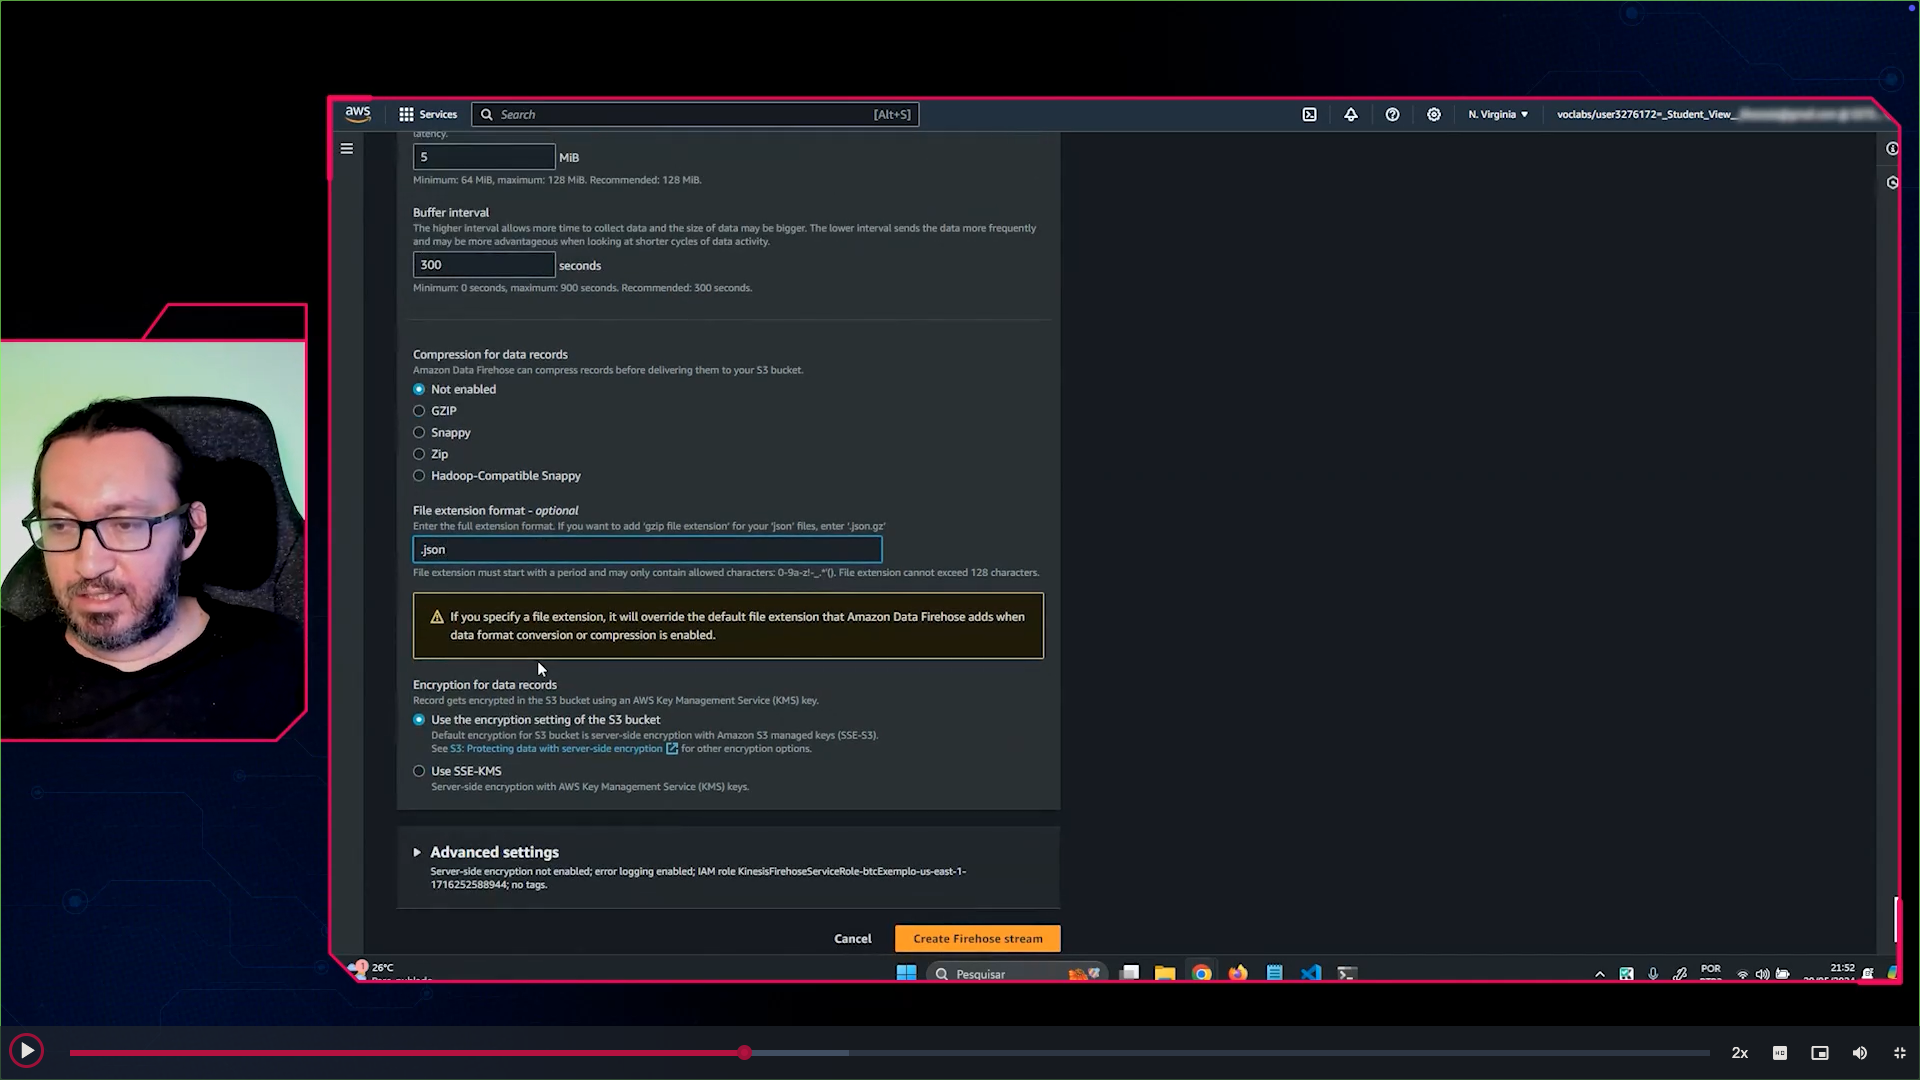 aws
Services
Search
[Alt+S]
N. Virginia
voclabs/user3276172=_Student_View_
latency.
5 MiB
Minimum: 64 MiB, maximum: 128 MiB. Recommended: 128 MiB.
Buffer interval
The higher interval allows more time to collect data and the size of data may be bigger. The lower interval sends the data more frequently
and may be more advantageous when looking at shorter cycles of data activity.
300 seconds
Minimum: 0 seconds, maximum: 900 seconds. Recommended: 300 seconds.
Compression for data records
Amazon Data Firehose can compress records before delivering them to your S3 bucket.
Not enabled
GZIP
Snappy
Zip
Hadoop-Compatible Snappy
File extension format - optional
Enter the full extension format. If you want to add 'gzip file extension' for your 'json' files, enter '.json.gz'
.json
File extension must start with a period and may only contain allowed characters: 0-9a-z!-_.*'(). File extension cannot exceed 128 characters.
If you specify a file extension, it will override the default file extension that Amazon Data Firehose adds when
data format conversion or compression is enabled.
Encryption for data records
Record gets encrypted in the S3 bucket using an AWS Key Management Service (KMS) key.
Use the encryption setting of the S3 bucket
Default encryption for S3 bucket is server-side encryption with Amazon S3 managed keys (SSE-S3).
See S3: Protecting data with server-side encryption for other encryption options.
Use SSE-KMS
Server-side encryption with AWS Key Management Service (KMS) keys.
Advanced settings
Server-side encryption not enabled; error logging enabled; IAM role KinesisFirehoseServiceRole-btcExemplo-us-east-1-
1716252588944; no tags.
Cancel
Create Firehose stream
1
26°C
Pesquisar
POR
21:52
2x
HD